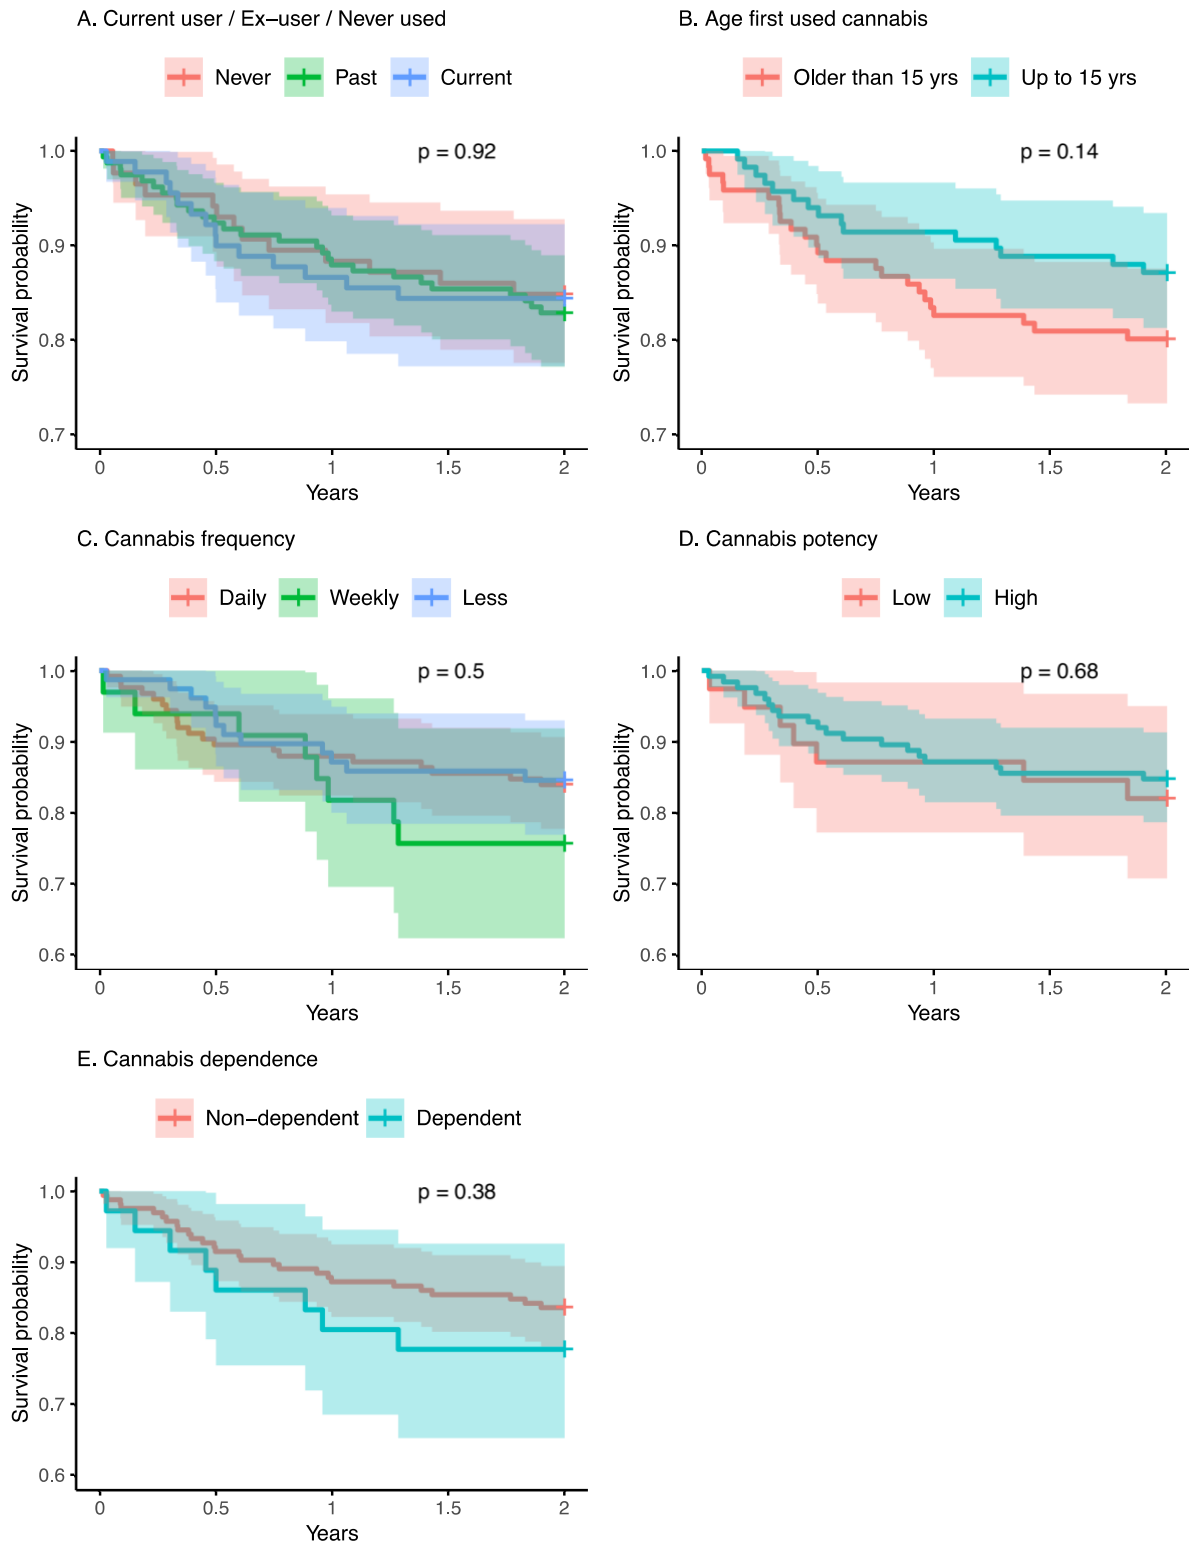 A. Current user / Ex−user / Never used
Never Past Current
p = 0.92
Survival probability
1.0
0.9
0.8
0.7
0 0.5 1 1.5 2
Years
B. Age first used cannabis
Older than 15 yrs Up to 15 yrs
p = 0.14
Survival probability
1.0
0.9
0.8
0.7
0 0.5 1 1.5 2
Years
C. Cannabis frequency
Daily Weekly Less
p = 0.5
Survival probability
1.0
0.9
0.8
0.7
0.6
0 0.5 1 1.5 2
Years
D. Cannabis potency
Low High
p = 0.68
Survival probability
1.0
0.9
0.8
0.7
0.6
0 0.5 1 1.5 2
Years
E. Cannabis dependence
Non−dependent Dependent
p = 0.38
Survival probability
1.0
0.9
0.8
0.7
0.6
0 0.5 1 1.5 2
Years